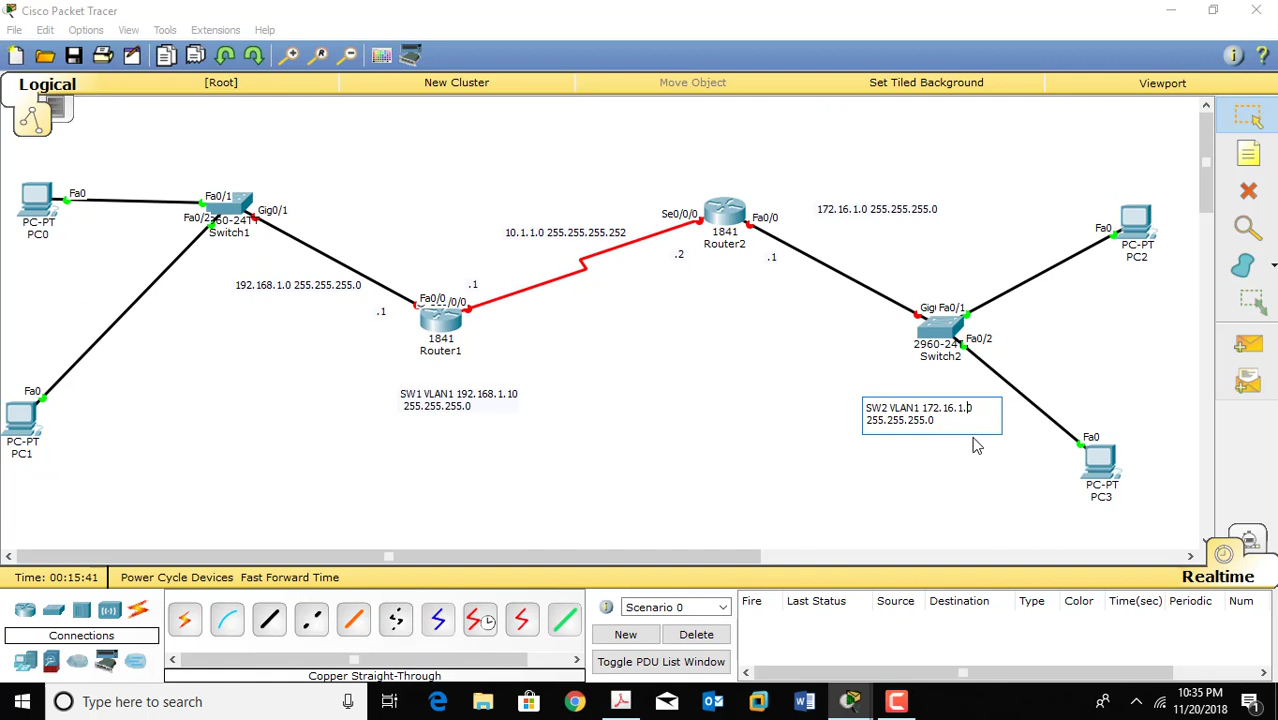 Cisco Packet Tracer
File Edit Options View Tools Extensions Help
Logical [Root] New Cluster Move Object Set Tiled Background Viewport
Fa0
PC-PT
PC0
Fa0/1
Fa0/2
Gig0/1
Switch1
192.168.1.0 255.255.255.0
.1
Fa0/0
/0/0
.1
1841
Router1
10.1.1.0 255.255.255.252
Se0/0/0
Fa0/0
1841
Router2
.2
.1
172.16.1.0 255.255.255.0
Fa0
PC-PT
PC2
Gig
Fa0/1
Fa0/2
2960-24T
Switch2
Fa0
PC-PT
PC1
SW1 VLAN1 192.168.1.10
255.255.255.0
SW2 VLAN1 172.16.1.0
255.255.255.0
Fa0
PC-PT
PC3
Time: 00:15:41 Power Cycle Devices Fast Forward Time
Realtime
Connections
Copper Straight-Through
Scenario 0
New Delete
Toggle PDU List Window
Fire Last Status Source Destination Type Color Time(sec) Periodic Num
Type here to search
10:35 PM
11/20/2018